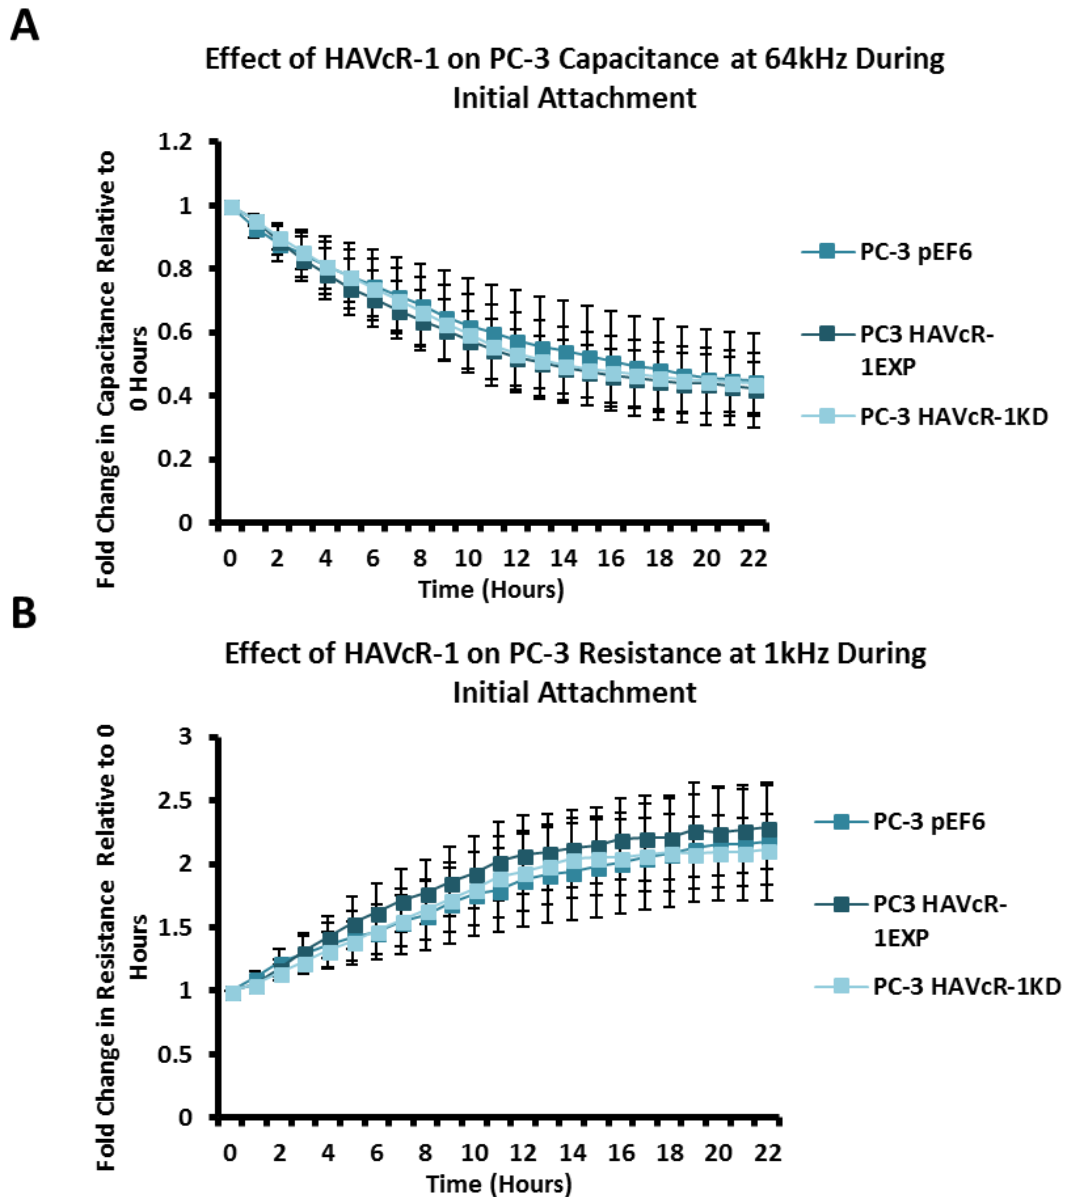 A
Effect of HAVcR-1 on PC-3 Capacitance at 64kHz During
Initial Attachment
Fold Change in Capacitance Relative to
0 Hours
1.2
1
0.8
0.6
0.4
0.2
0
0 2 4 6 8 10 12 14 16 18 20 22
Time (Hours)
PC-3 pEF6
PC3 HAVcR-
1EXP
PC-3 HAVcR-1KD
B
Effect of HAVcR-1 on PC-3 Resistance at 1kHz During
Initial Attachment
Fold Change in Resistance Relative to 0
Hours
3
2.5
2
1.5
1
0.5
0
0 2 4 6 8 10 12 14 16 18 20 22
Time (Hours)
PC-3 pEF6
PC3 HAVcR-
1EXP
PC-3 HAVcR-1KD